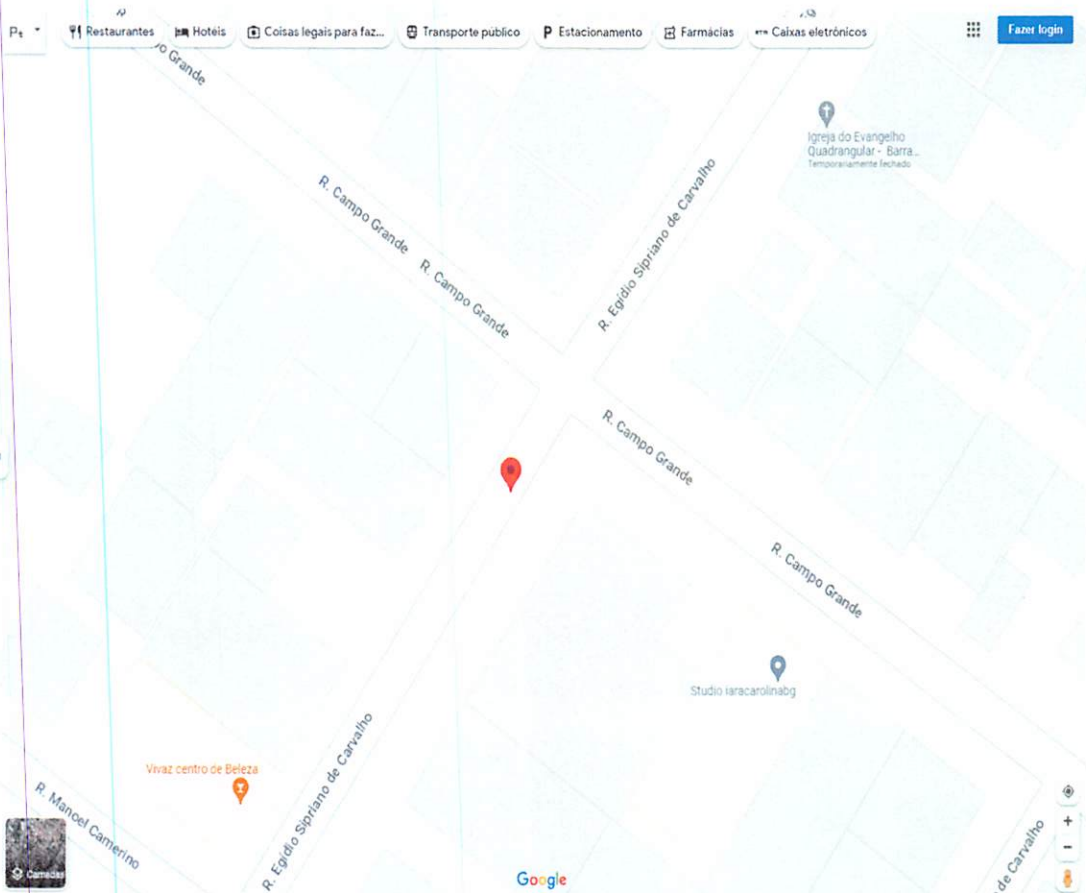 Restaurantes
Hotéis
Coisas legais para faz...
Transporte público
P Estacionamento
Farmácias
Caixas eletrônicos
Fazer login
o Grande
Igreja do Evangelho
Quadrangular - Barra...
Temporariamente fechado
R. Campo Grande
R. Campo Grande
R. Egídio Sipriano de Carvalho
R. Campo Grande
R. Campo Grande
Studio iaracarolinabg
Vivaz centro de Beleza
R. Egídio Sipriano de Carvalho
R. Manoel Camerino
de Carvalho
Camadas
Google